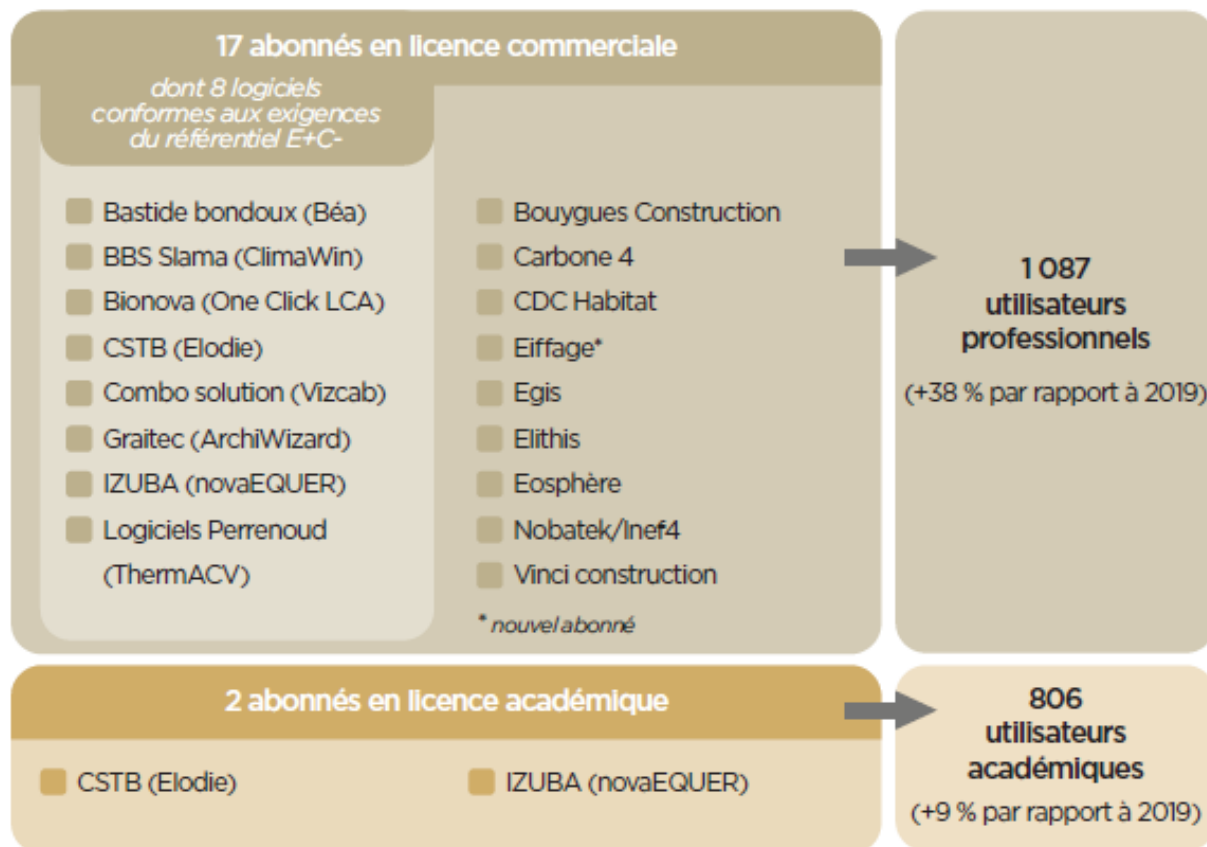 17 abonnés en licence commerciale
dont 8 logiciels
conformes aux exigences
du référentiel E+C-
Bastide bondoux (Béa)
BBS Slama (ClimaWin)
Bionova (One Click LCA)
CSTB (Elodie)
Combo solution (Vizcab)
Graitec (ArchiWizard)
IZUBA (novaEQUER)
Logiciels Perrenoud
(ThermACV)
Bouygues Construction
Carbone 4
CDC Habitat
Eiffage*
Egis
Elithis
Eosphère
Nobatek/Inef4
Vinci construction
* nouvel abonné
1 087
utilisateurs
professionnels
(+38 % par rapport à 2019)
2 abonnés en licence académique
CSTB (Elodie)
IZUBA (novaEQUER)
806
utilisateurs
académiques
(+9 % par rapport à 2019)